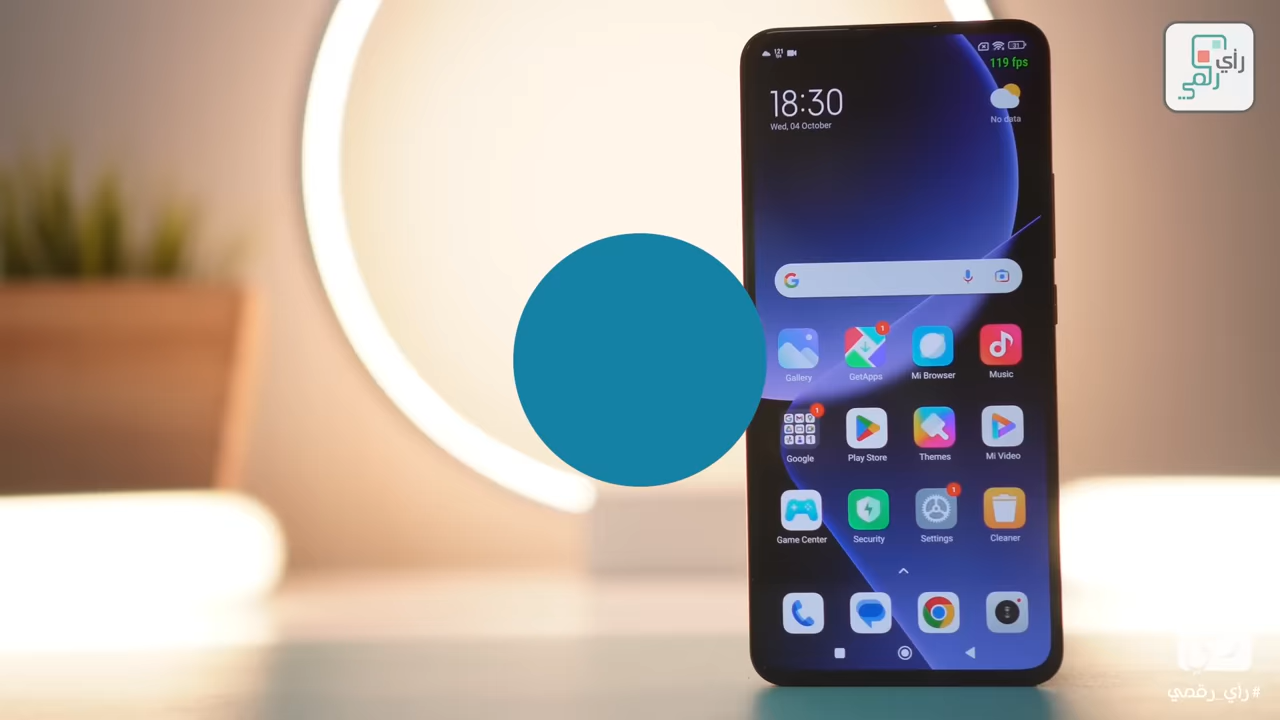 رأي
رقمي
119 fps
18:30
Wed, 04 October
No data
Gallery
GetApps
Mi Browser
Music
Google
Play Store
Themes
Mi Video
Game Center
Security
Settings
Cleaner
#رأي_رقمي